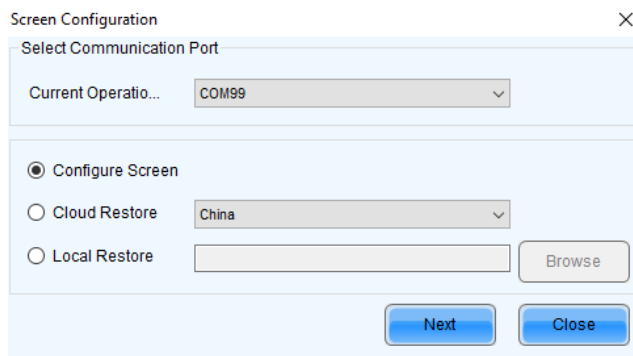 Screen Configuration
Select Communication Port
Current Operatio... COM99
Configure Screen
Cloud Restore China
Local Restore Browse
Next Close